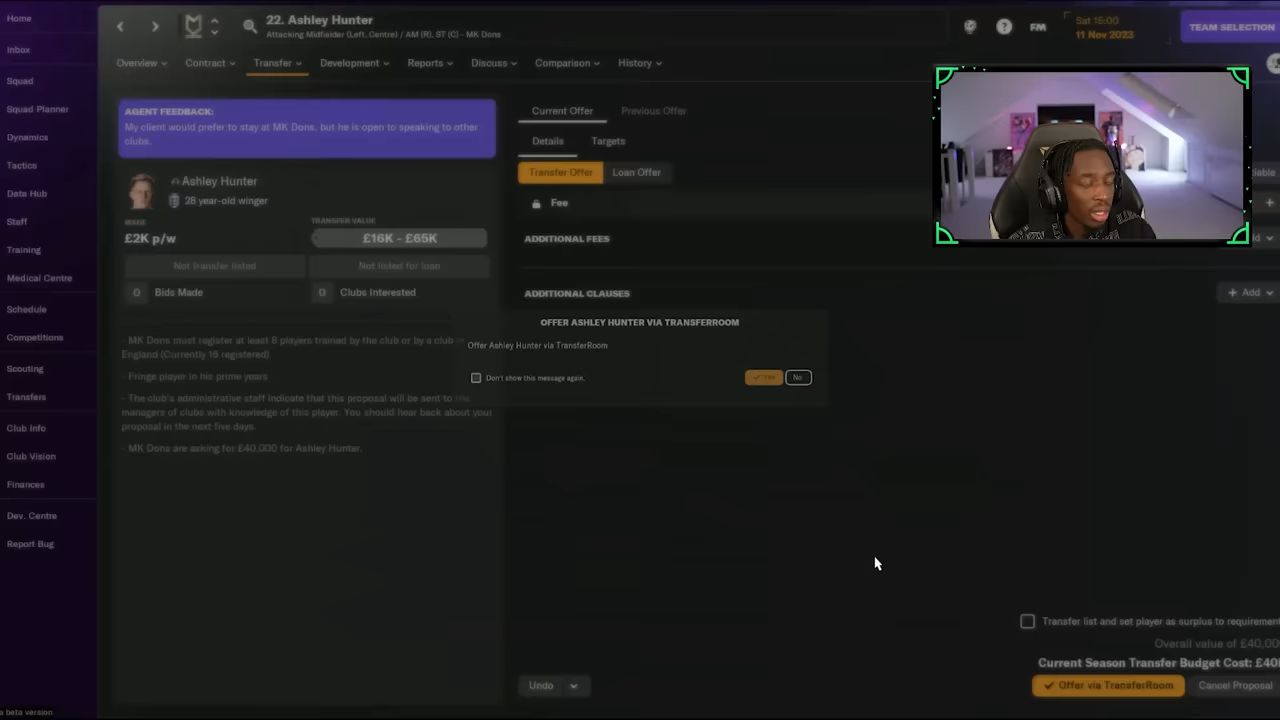 Home
Inbox
Squad
Squad Planner
Dynamics
Tactics
Data Hub
Staff
Training
Medical Centre
Schedule
Competitions
Scouting
Transfers
Club Info
Club Vision
Finances
Dev. Centre
Report Bug
a beta version
22. Ashley Hunter
Attacking Midfielder (Left, Centre) / AM (R), ST (C) - MK Dons
FM
Sat 15:00
11 Nov 2023
TEAM SELECTION
Overview
Contract
Transfer
Development
Reports
Discuss
Comparison
History
AGENT FEEDBACK:
My client would prefer to stay at MK Dons, but he is open to speaking to other
clubs.
Ashley Hunter
28 year-old winger
WAGE
£2K p/w
TRANSFER VALUE
£16K - £65K
Not transfer listed
Not listed for loan
0 Bids Made
0 Clubs Interested
- MK Dons must register at least 8 players trained by the club or by a club in
England (Currently 16 registered)
- Fringe player in his prime years
- The club's administrative staff indicate that this proposal will be sent to the
managers of clubs with knowledge of this player. You should hear back about your
proposal in the next five days.
- MK Dons are asking for £40,000 for Ashley Hunter.
Current Offer
Previous Offer
Details
Targets
Transfer Offer
Loan Offer
Fee
ADDITIONAL FEES
ADDITIONAL CLAUSES
+ Add
OFFER ASHLEY HUNTER VIA TRANSFERROOM
Offer Ashley Hunter via TransferRoom
Don't show this message again.
Yes
No
Transfer list and set player as surplus to requirement
Overall value of £40,00
Current Season Transfer Budget Cost: £40
Undo
Offer via TransferRoom
Cancel Proposal